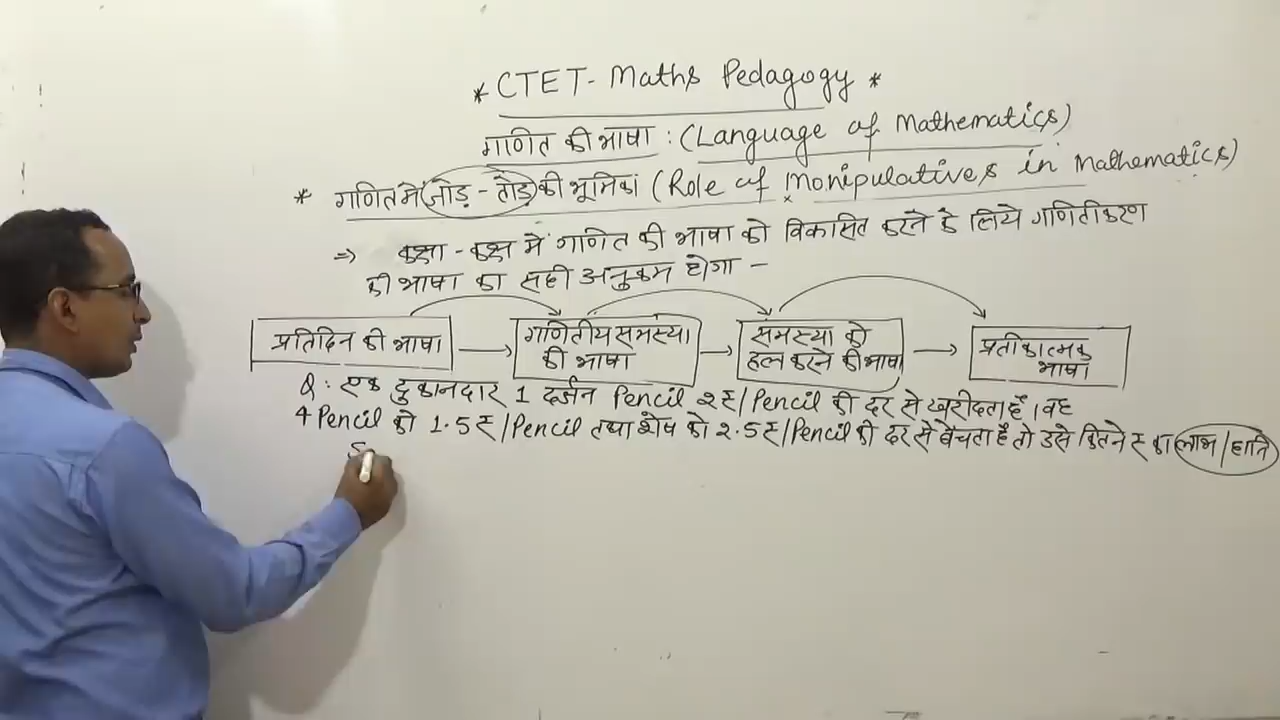 * CTET - Maths Pedagogy *
गणित की भाषा : (Language of Mathematics)
* गणित में जोड़ - तोड़ की भूमिका (Role of Monipulatives in Mathematics)
⇒ कक्षा - कक्ष में गणित की भाषा को विकासित करने के लिये गणितीकरण
की भाषा का सही अनुक्रम होगा -
प्रतिदिन की भाषा → गणितीय समस्या की भाषा → समस्या को हल करने की भाषा → प्रतीकात्मक भाषा
Q: एक दुकानदार 1 दर्जन Pencil 2₹/Pencil की दर से खरीदता है। वह
4 Pencil को 1.5₹/Pencil तथा शेष को 2.5₹/Pencil की दर से बेचता है तो उसे कितने ₹ का लाभ/हानि
S